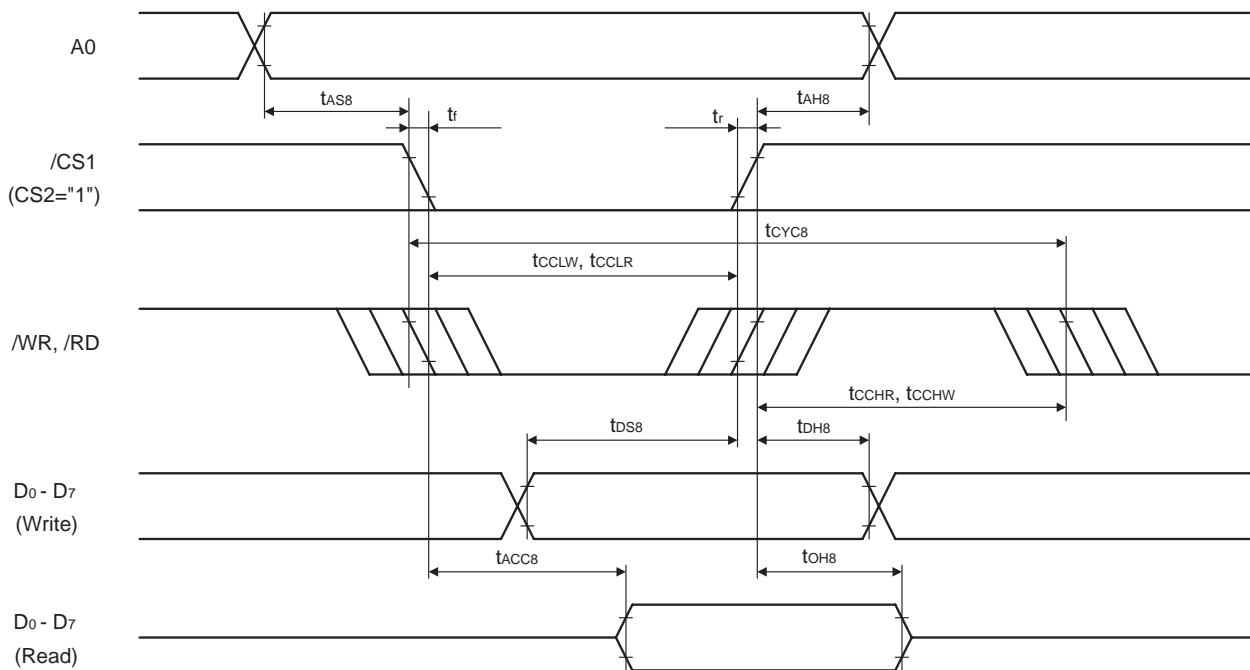 A0
tAS8
tAH8
tf
tr
/CS1
(CS2="1")
tCYC8
tCCLW, tCCLR
/WR, /RD
tCCHR, tCCHW
tDS8
tDH8
D0 - D7
(Write)
tACC8
tOH8
D0 - D7
(Read)